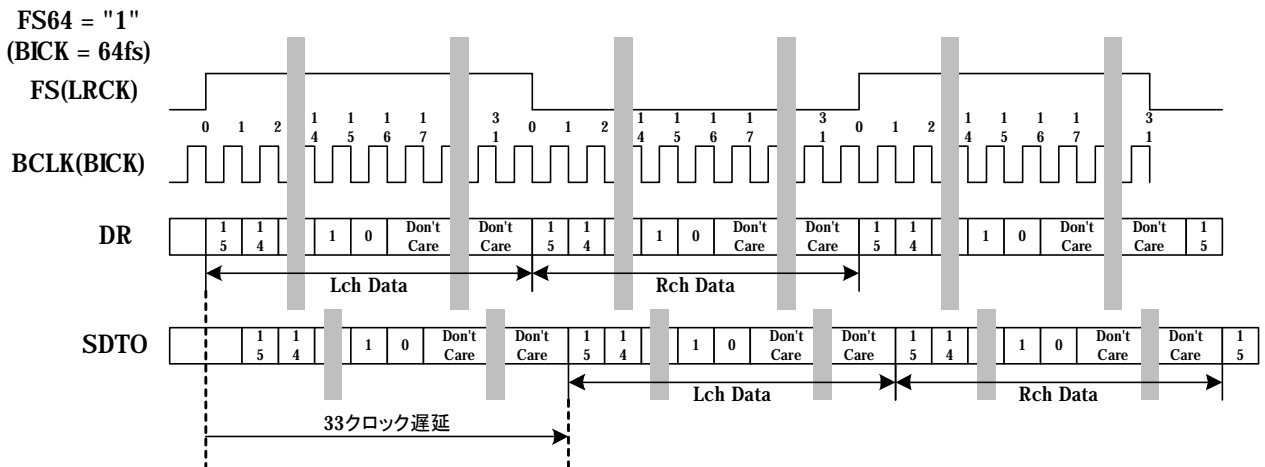 FS64 = "1"
(BICK = 64fs)
FS(LRCK)
0 1 2 14 15 16 17 31 0 1 2 14 15 16 17 31 0 1 2 14 15 16 17 31
BCLK(BICK)
DR 15 14 1 0 Don't Care Don't Care 15 14 1 0 Don't Care Don't Care 15 14 1 0 Don't Care Don't Care 15
Lch Data Rch Data
SDTO 15 14 1 0 Don't Care Don't Care 15 14 1 0 Don't Care Don't Care 15 14 1 0 Don't Care Don't Care 15
Lch Data Rch Data
33クロック遅延